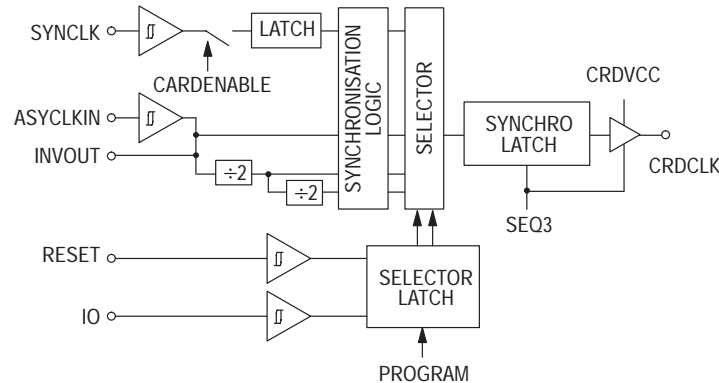 SYNCLK
LATCH
CARDENABLE
ASYCLKIN
INVOUT
÷2
÷2
SYNCHRONISATION
LOGIC
SELECTOR
SYNCHRO
LATCH
CRDVCC
CRDCLK
SEQ3
RESET
IO
SELECTOR
LATCH
PROGRAM